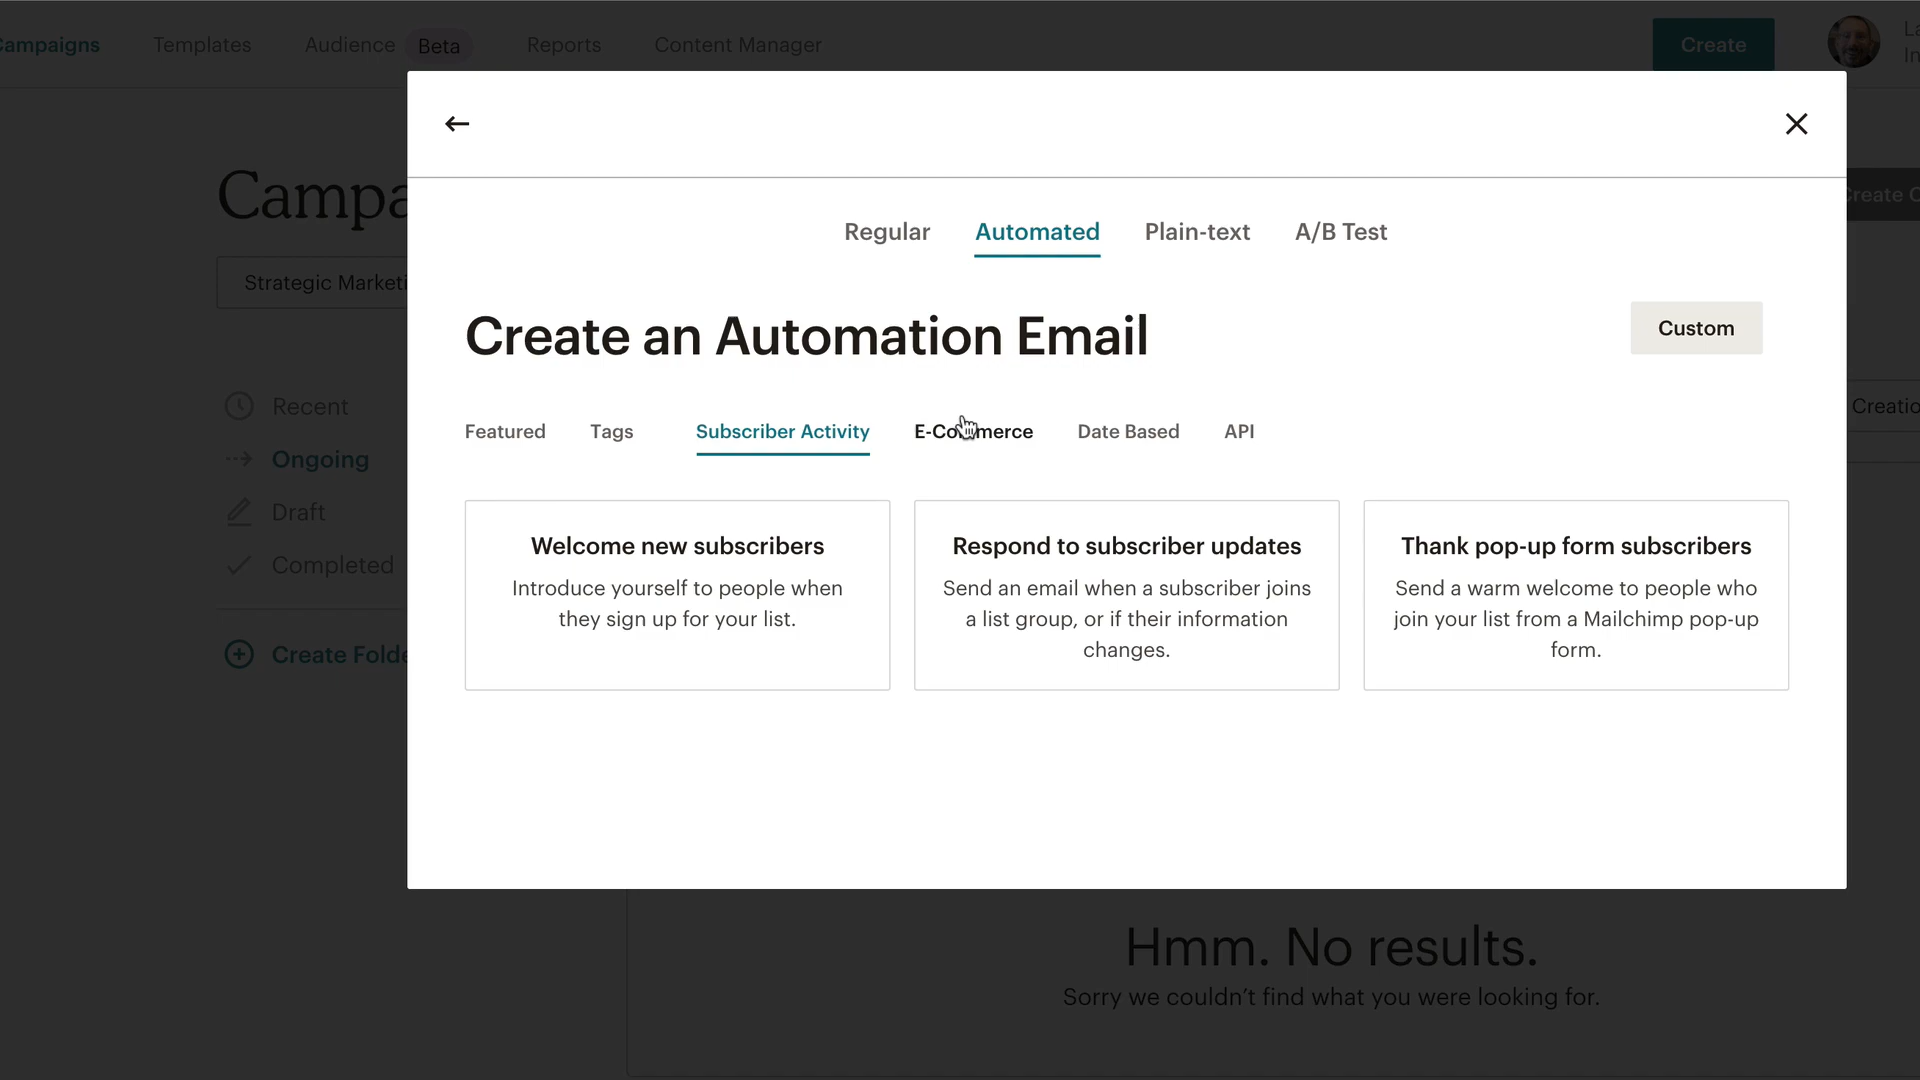 Campaigns
Templates
Audience
Beta
Reports
Content Manager
Create
Regular
Automated
Plain-text
A/B Test
Create an Automation Email
Custom
Featured
Tags
Subscriber Activity
E-Commerce
Date Based
API
Welcome new subscribers
Introduce yourself to people when
they sign up for your list.
Respond to subscriber updates
Send an email when a subscriber joins
a list group, or if their information
changes.
Thank pop-up form subscribers
Send a warm welcome to people who
join your list from a Mailchimp pop-up
form.
Campa
Strategic Marketi
Recent
Ongoing
Draft
Completed
Create Folde
Create C
Creatio
Hmm. No results.
Sorry we couldn't find what you were looking for.